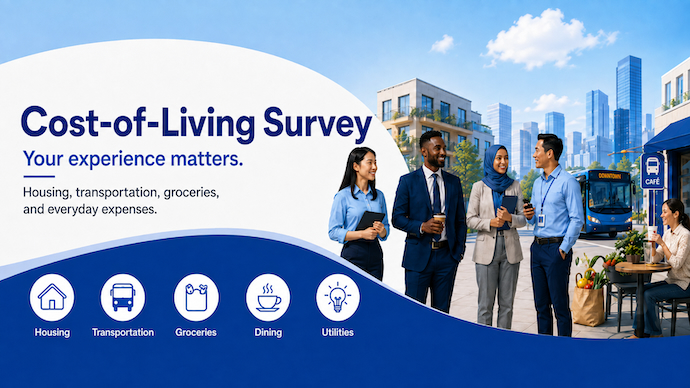 Cost-of-Living Survey
Your experience matters.
Housing, transportation, groceries,
and everyday expenses.
DOWNTOWN
CAFÉ
Housing
Transportation
Groceries
Dining
Utilities